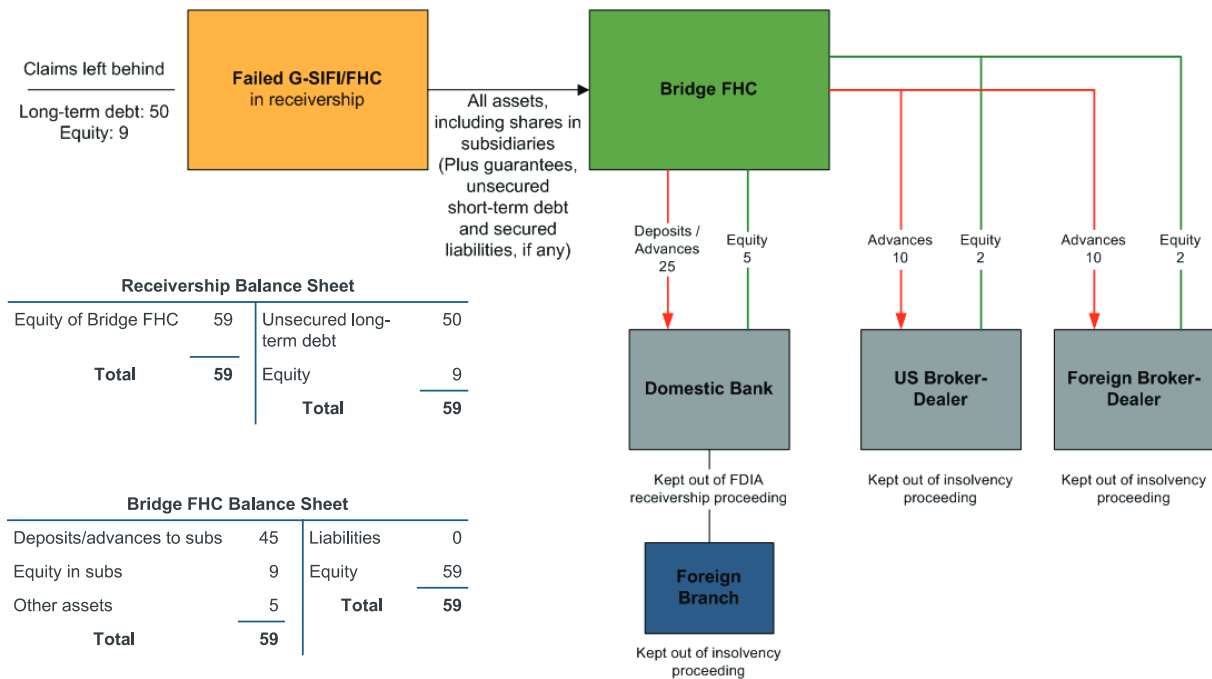 Claims left behind
Long-term debt: 50
Equity: 9
Failed G-SIFI/FHC
in receivership
All assets,
including shares in
subsidiaries
(Plus guarantees,
unsecured
short-term debt
and secured
liabilities, if any)
Bridge FHC
Deposits /
Advances
25
Equity
5
Advances
10
Equity
2
Advances
10
Equity
2
Domestic Bank
US Broker-
Dealer
Foreign Broker-
Dealer
Kept out of FDIA
receivership proceeding
Kept out of insolvency
proceeding
Kept out of insolvency
proceeding
Foreign
Branch
Kept out of insolvency
proceeding
Receivership Balance Sheet
Equity of Bridge FHC 59 Unsecured long- 50
term debt
Total 59 Equity 9
Total 59
Bridge FHC Balance Sheet
Deposits/advances to subs 45 Liabilities 0
Equity in subs 9 Equity 59
Other assets 5 Total 59
Total 59